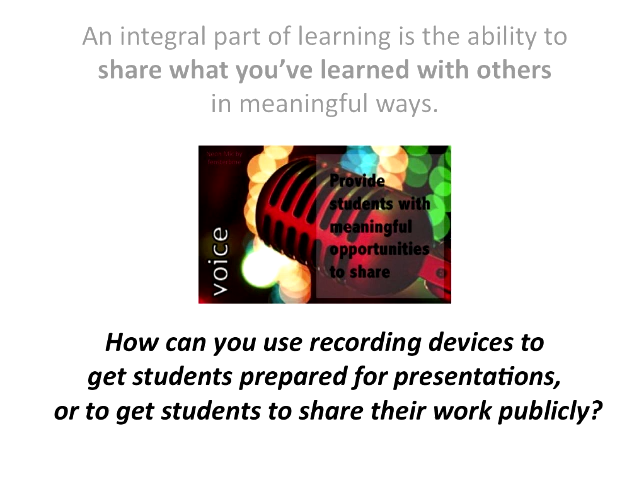 An integral part of learning is the ability to
share what you’ve learned with others
in meaningful ways.
voice
Provide
students with
meaningful
opportunities
to share
How can you use recording devices to
get students prepared for presentations,
or to get students to share their work publicly?